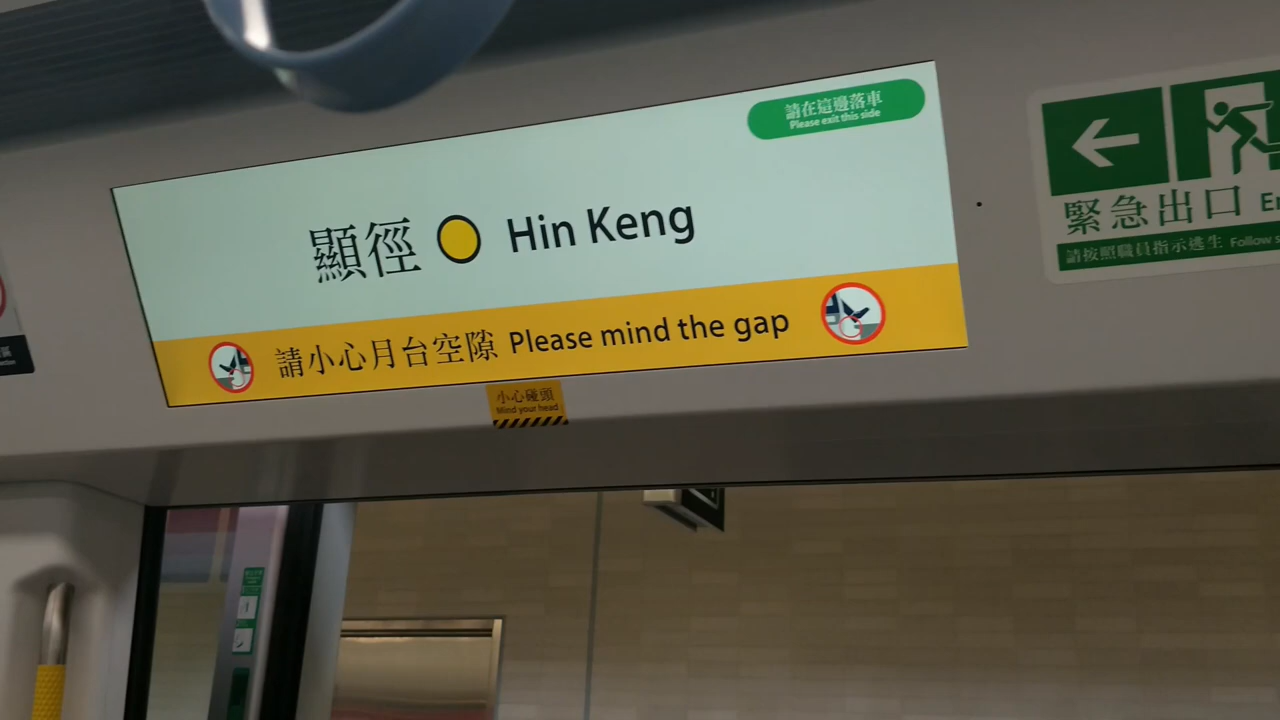 請在這邊落車
Please exit this side
顯徑 Hin Keng
請小心月台空隙 Please mind the gap
小心碰頭
Mind your head
緊急出口
請按照職員指示逃生 Follow